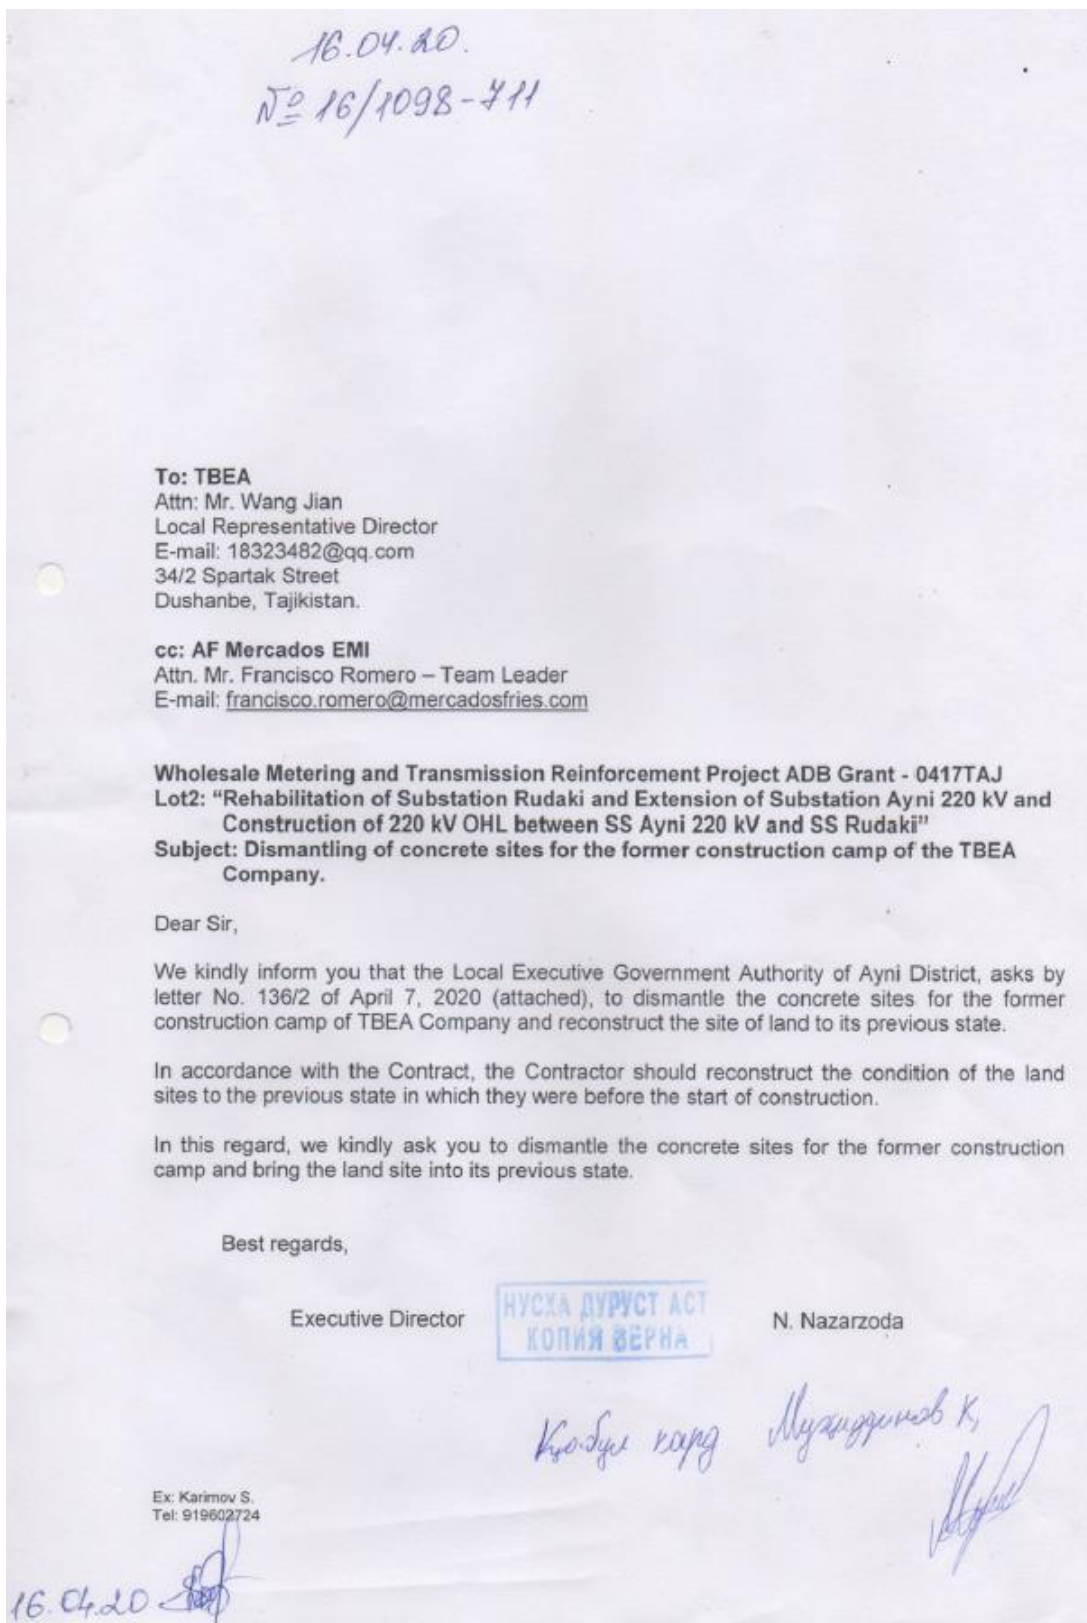 16.04.20.
№ 16/1098-711
To: TBEA
Attn: Mr. Wang Jian
Local Representative Director
E-mail: 18323482@qq.com
34/2 Spartak Street
Dushanbe, Tajikistan.
cc: AF Mercados EMI
Attn. Mr. Francisco Romero – Team Leader
E-mail: francisco.romero@mercadosfries.com
Wholesale Metering and Transmission Reinforcement Project ADB Grant - 0417TAJ
Lot2: “Rehabilitation of Substation Rudaki and Extension of Substation Ayni 220 kV and
Construction of 220 kV OHL between SS Ayni 220 kV and SS Rudaki”
Subject: Dismantling of concrete sites for the former construction camp of the TBEA
Company.
Dear Sir,
We kindly inform you that the Local Executive Government Authority of Ayni District, asks by
letter No. 136/2 of April 7, 2020 (attached), to dismantle the concrete sites for the former
construction camp of TBEA Company and reconstruct the site of land to its previous state.
In accordance with the Contract, the Contractor should reconstruct the condition of the land
sites to the previous state in which they were before the start of construction.
In this regard, we kindly ask you to dismantle the concrete sites for the former construction
camp and bring the land site into its previous state.
Best regards,
Executive Director
НУСХА ДУРУСТ АСТ
КОПИЯ ВЕРНА
N. Nazarzoda
кард
Ex: Karimov S.
Tel: 919602724
16.04.20